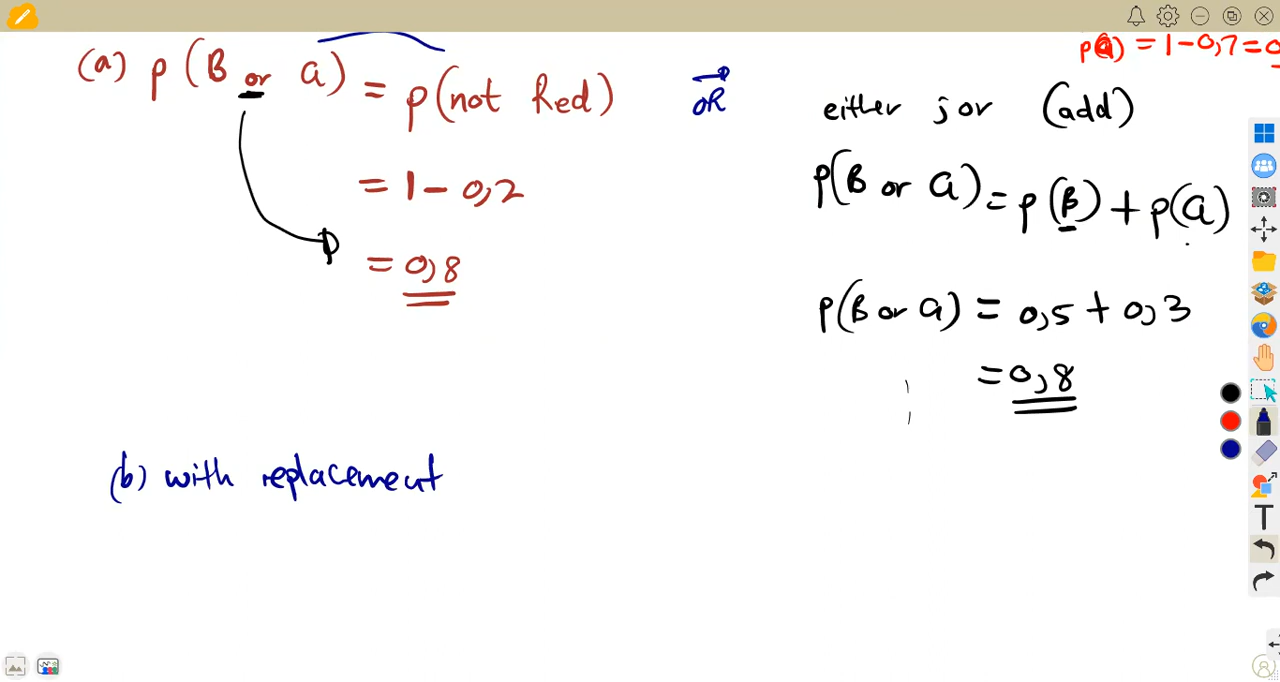 (a) p(B or G) = p(not Red)
= 1 - 0,2
= 0,8
OR
p(G) = 1 - 0,7 = 0
either ; or (add)
p(B or G) = p(B) + p(G)
p(B or G) = 0,5 + 0,3
= 0,8
(b) with replacement
T